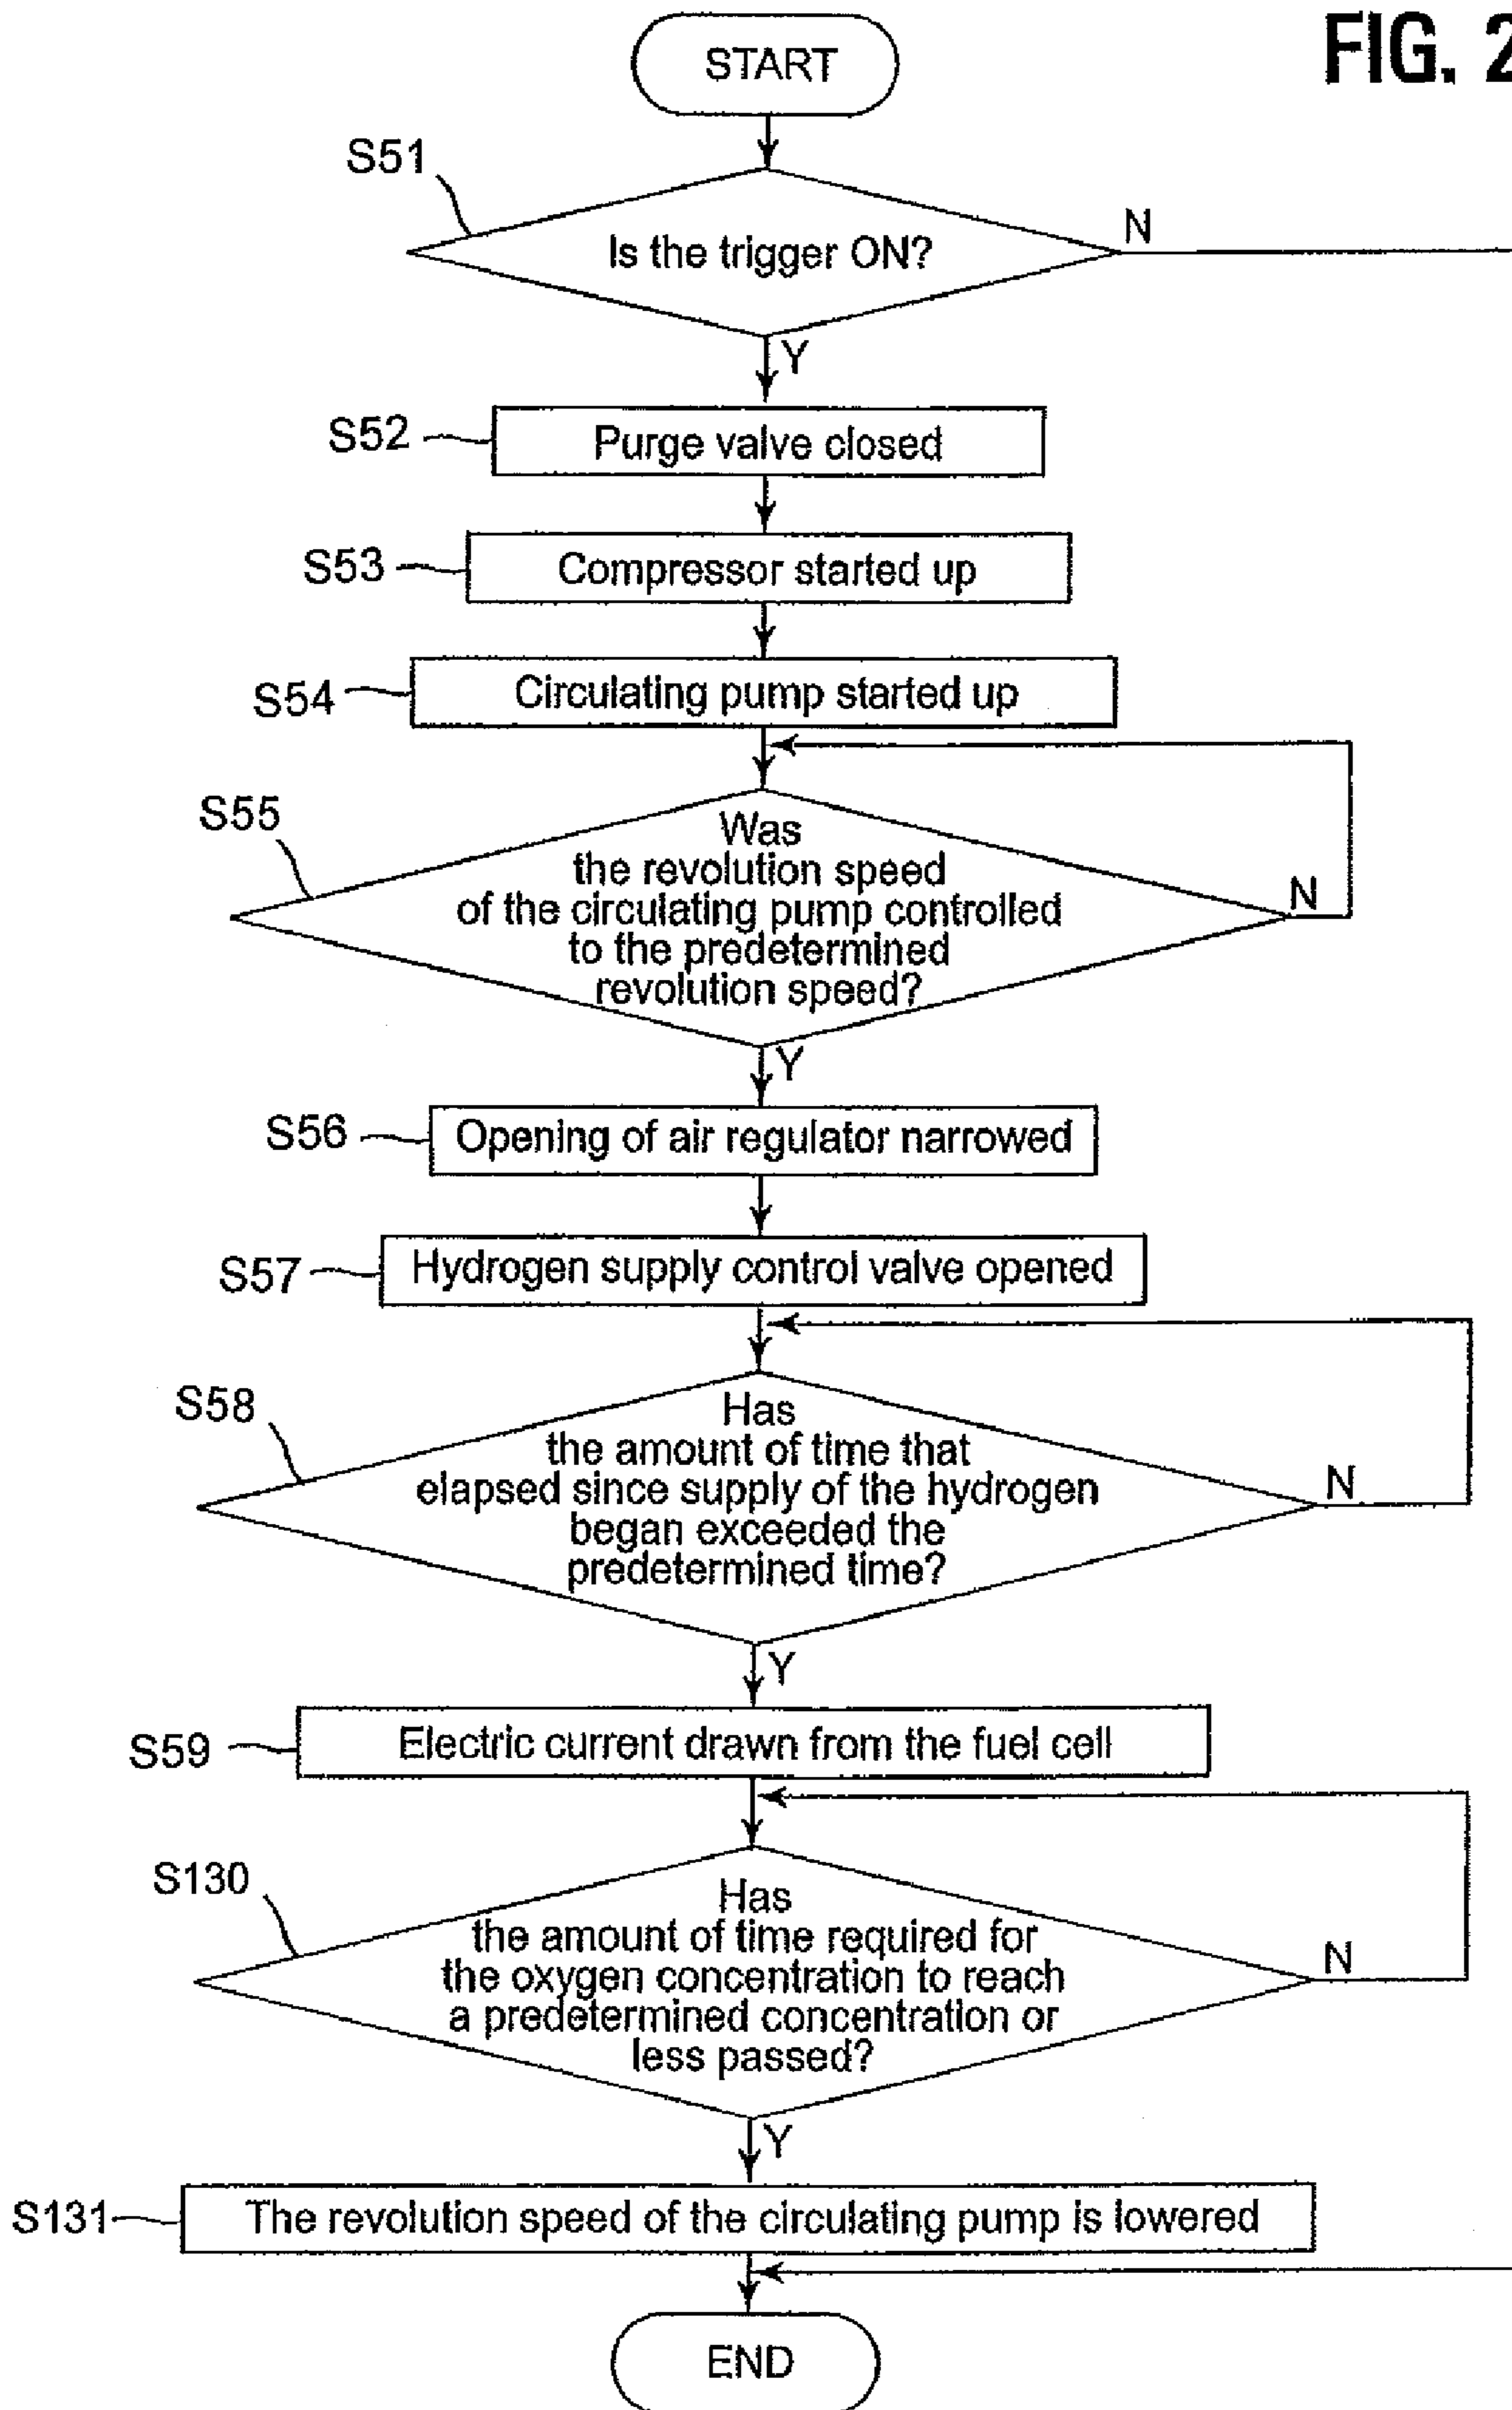 FIG. 2
START
S51
Is the trigger ON?
N
Y
S52
Purge valve closed
S53
Compressor started up
S54
Circulating pump started up
S55
Was
the revolution speed
of the circulating pump controlled
to the predetermined
revolution speed?
N
Y
S56
Opening of air regulator narrowed
S57
Hydrogen supply control valve opened
S58
Has
the amount of time that
elapsed since supply of the hydrogen
began exceeded the
predetermined time?
N
Y
S59
Electric current drawn from the fuel cell
S130
Has
the amount of time required for
the oxygen concentration to reach
a predetermined concentration or
less passed?
N
Y
S131
The revolution speed of the circulating pump is lowered
END